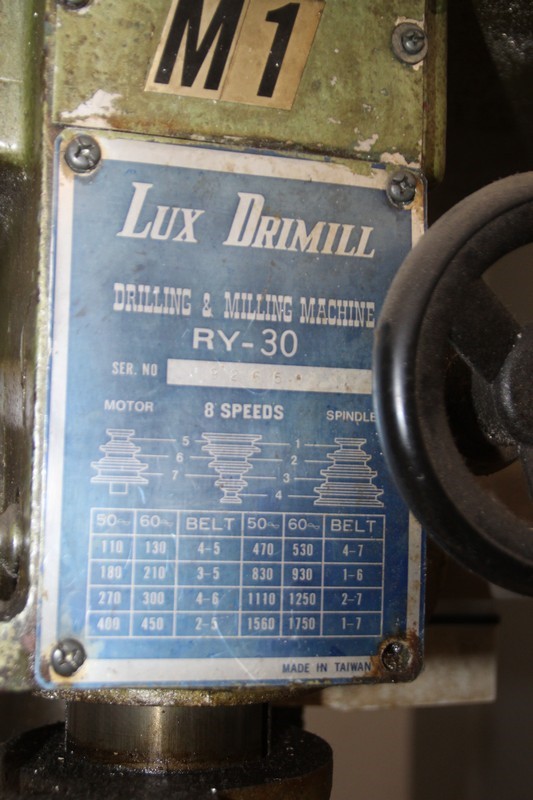 M1
LUX DRIMILL
DRILLING & MILLING MACHINE
RY-30
SER. NO
MOTOR 8 SPEEDS SPINDLE
5 1
6 2
7 3
4
50~ 60~ BELT 50~ 60~ BELT
110 130 4-5 470 530 4-7
180 210 3-5 830 930 1-6
270 300 4-6 1110 1250 2-7
400 450 2-5 1560 1750 1-7
MADE IN TAIWAN